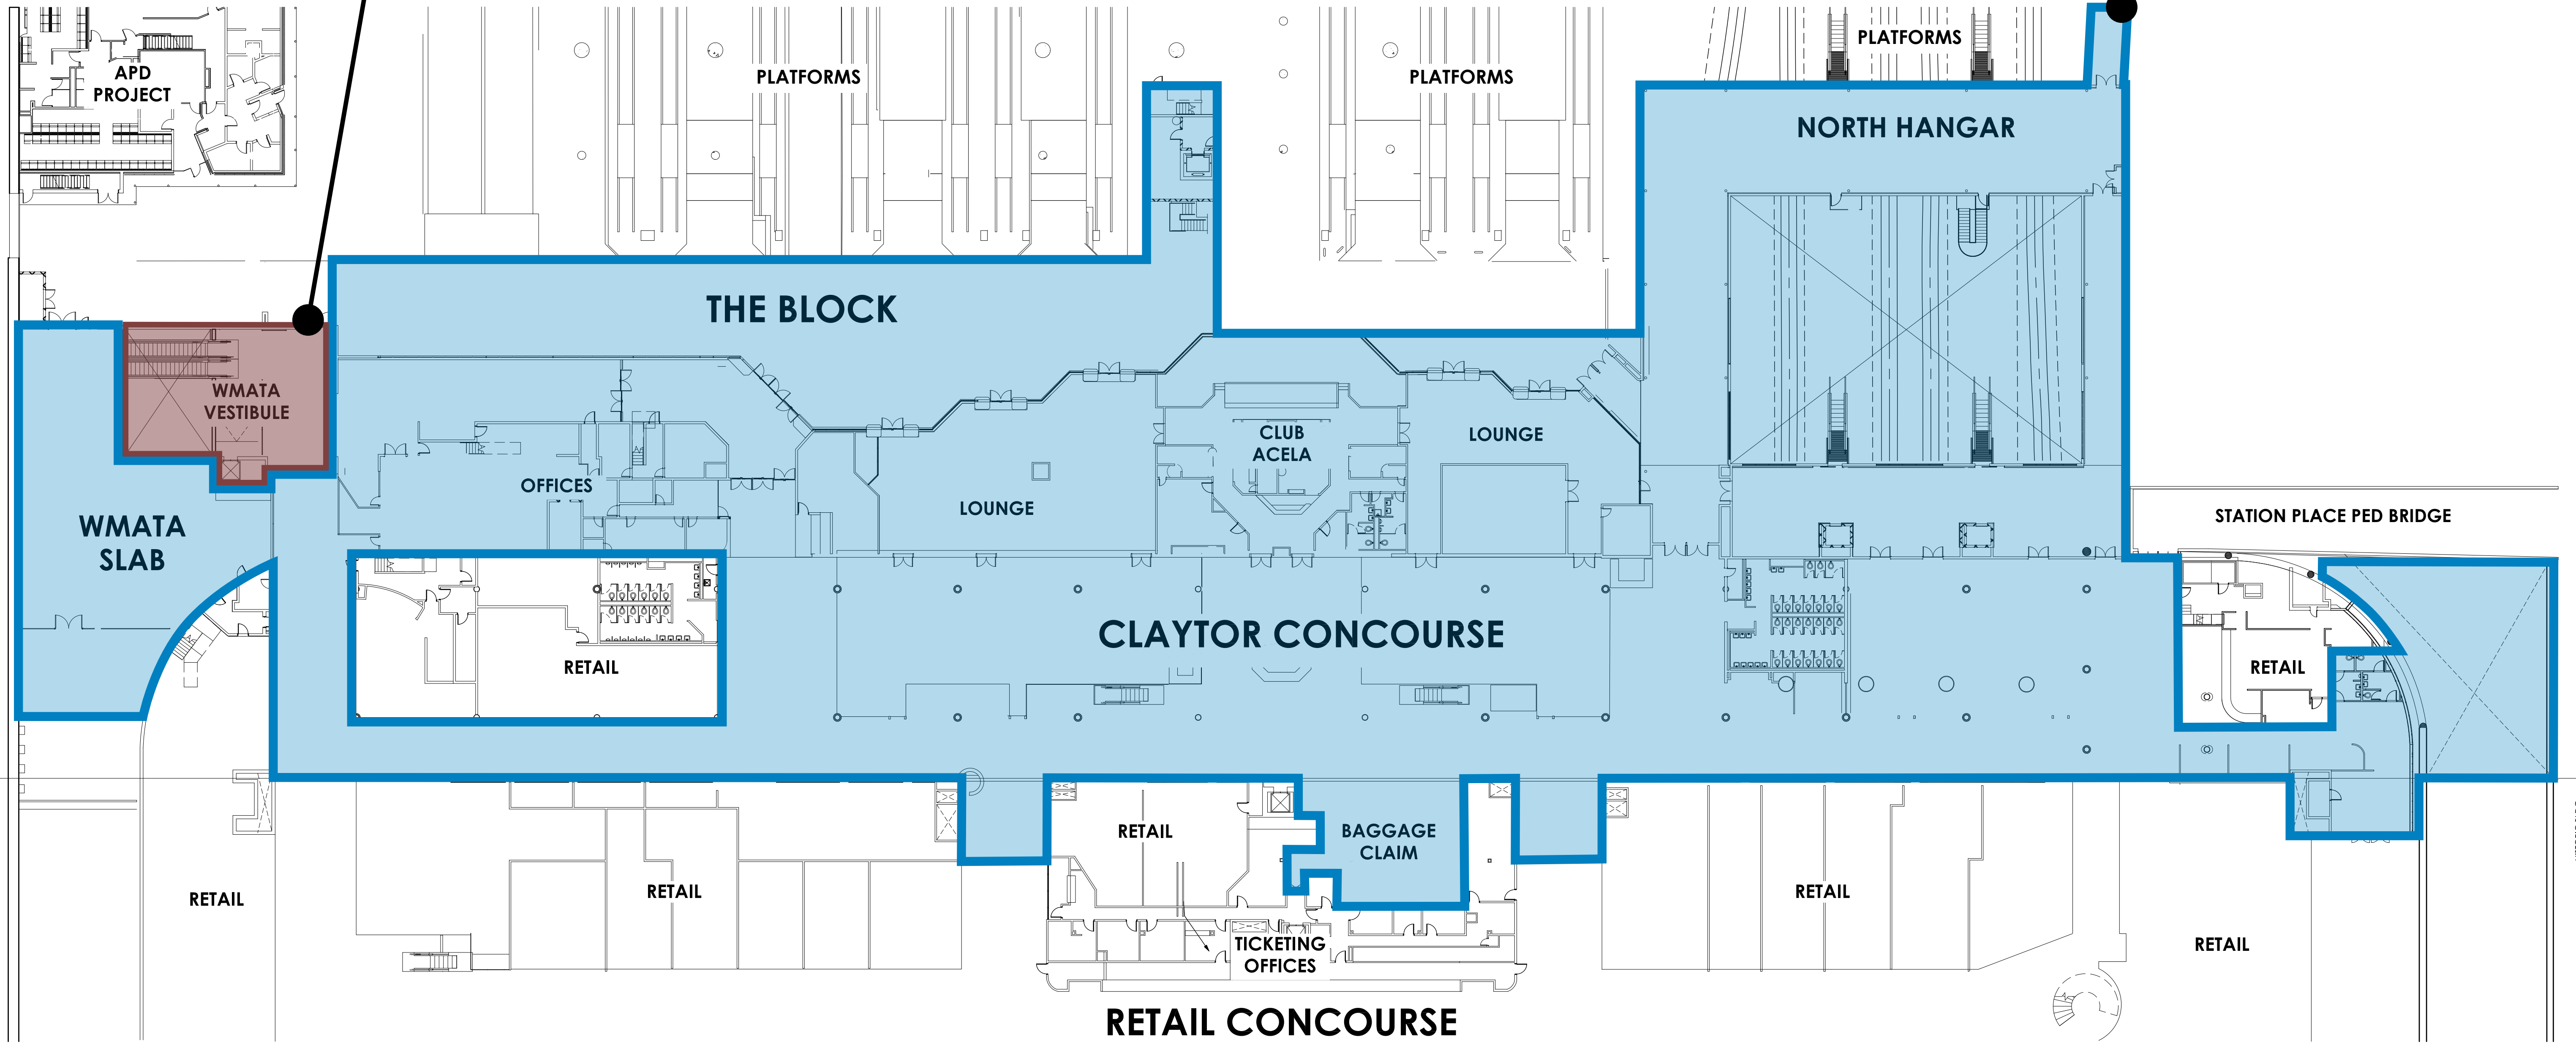 PLATFORMS
APD
PROJECT
PLATFORMS
PLATFORMS
NORTH HANGAR
THE BLOCK
WMATA
VESTIBULE
CLUB
ACELA
LOUNGE
OFFICES
LOUNGE
WMATA
SLAB
STATION PLACE PED BRIDGE
CLAYTOR CONCOURSE
RETAIL
RETAIL
RETAIL
BAGGAGE
CLAIM
RETAIL
RETAIL
RETAIL
TICKETING
OFFICES
RETAIL
RETAIL CONCOURSE